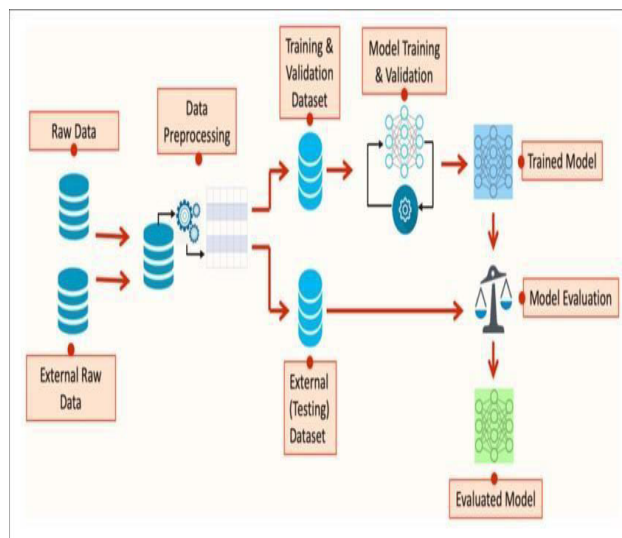 Training &
Validation
Dataset
Model Training
& Validation
Data
Preprocessing
Raw Data
Trained Model
Model Evaluation
External Raw
Data
External
(Testing)
Dataset
Evaluated Model